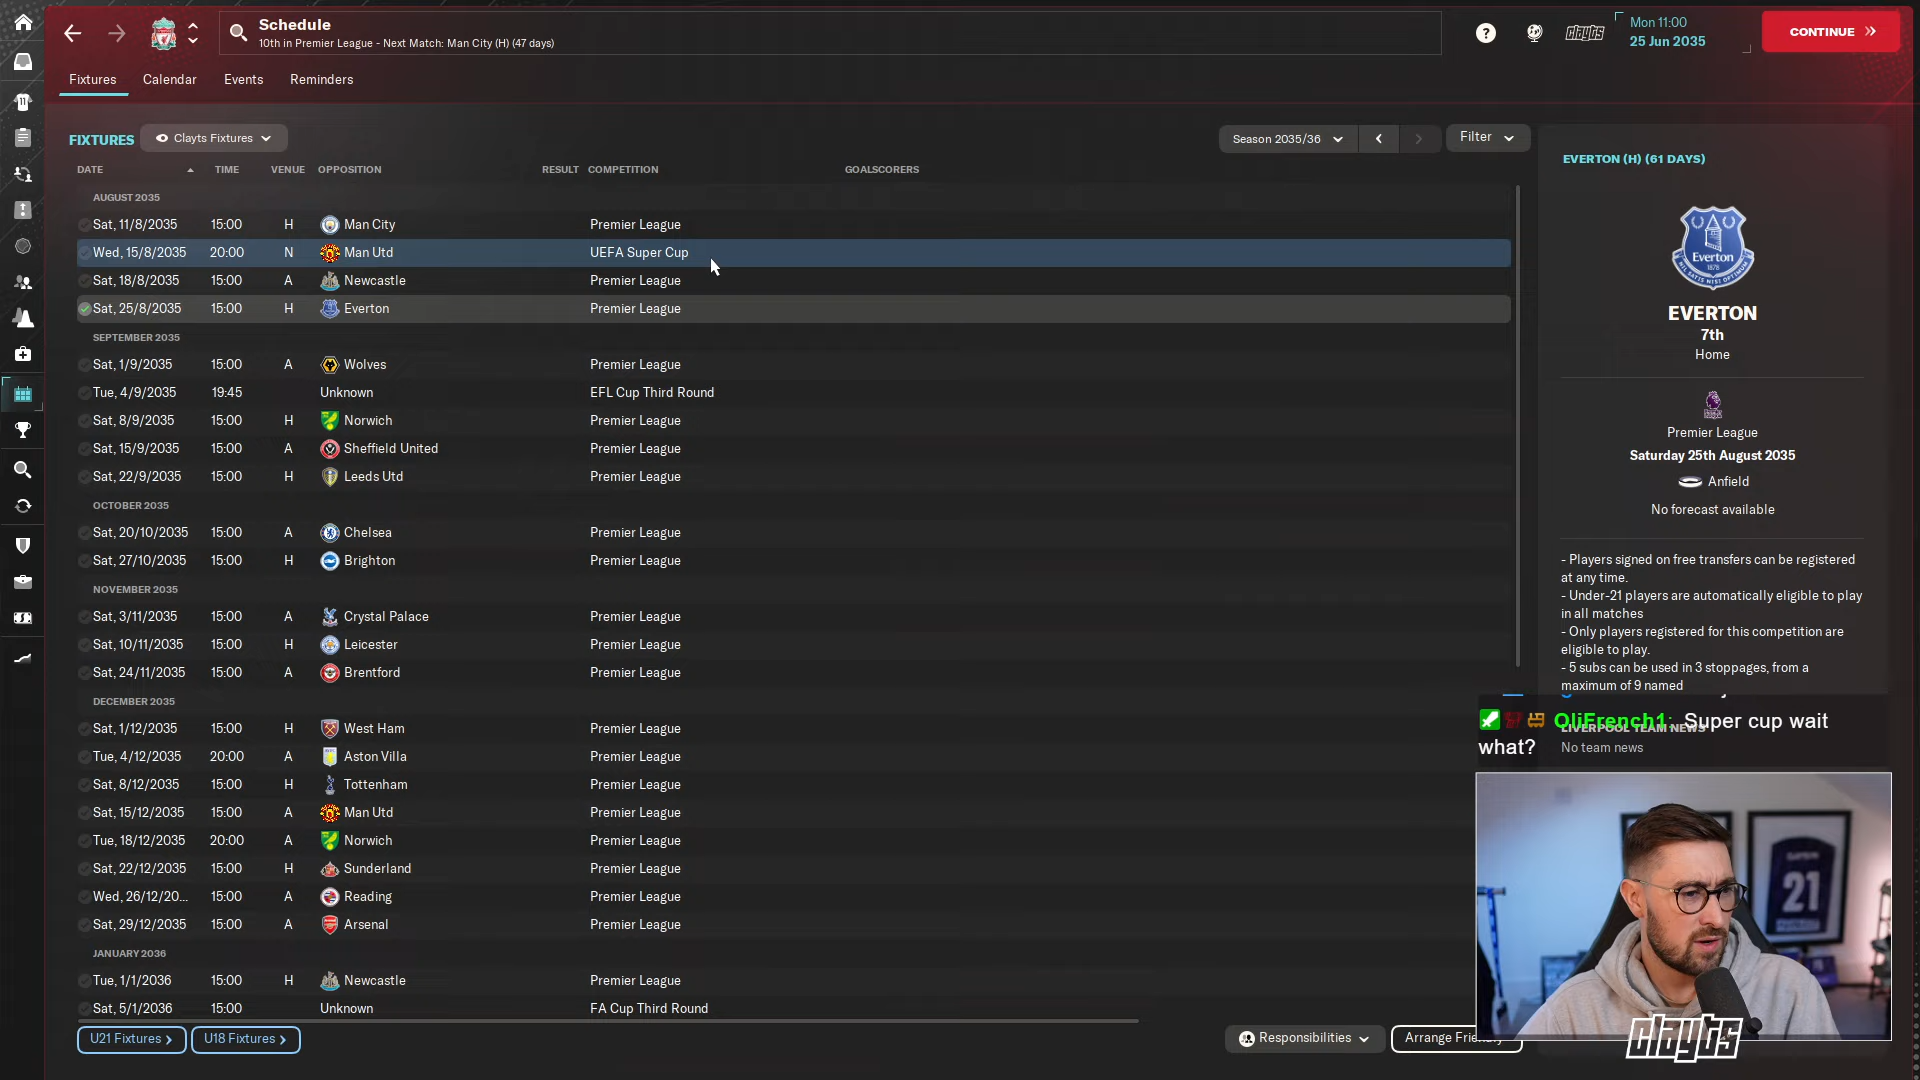 Schedule
10th in Premier League - Next Match: Man City (H) (47 days)
clayts
Mon 11:00
25 Jun 2035
CONTINUE
Fixtures Calendar Events Reminders
FIXTURES Clayts Fixtures Season 2035/36 Filter
DATE TIME VENUE OPPOSITION RESULT COMPETITION GOALSCORERS
AUGUST 2035
Sat, 11/8/2035 15:00 H Man City Premier League
Wed, 15/8/2035 20:00 N Man Utd UEFA Super Cup
Sat, 18/8/2035 15:00 A Newcastle Premier League
Sat, 25/8/2035 15:00 H Everton Premier League
SEPTEMBER 2035
Sat, 1/9/2035 15:00 A Wolves Premier League
Tue, 4/9/2035 19:45 Unknown EFL Cup Third Round
Sat, 8/9/2035 15:00 H Norwich Premier League
Sat, 15/9/2035 15:00 A Sheffield United Premier League
Sat, 22/9/2035 15:00 H Leeds Utd Premier League
OCTOBER 2035
Sat, 20/10/2035 15:00 A Chelsea Premier League
Sat, 27/10/2035 15:00 H Brighton Premier League
NOVEMBER 2035
Sat, 3/11/2035 15:00 A Crystal Palace Premier League
Sat, 10/11/2035 15:00 H Leicester Premier League
Sat, 24/11/2035 15:00 A Brentford Premier League
DECEMBER 2035
Sat, 1/12/2035 15:00 H West Ham Premier League
Tue, 4/12/2035 20:00 A Aston Villa Premier League
Sat, 8/12/2035 15:00 H Tottenham Premier League
Sat, 15/12/2035 15:00 A Man Utd Premier League
Tue, 18/12/2035 20:00 A Norwich Premier League
Sat, 22/12/2035 15:00 H Sunderland Premier League
Wed, 26/12/20... 15:00 A Reading Premier League
Sat, 29/12/2035 15:00 A Arsenal Premier League
JANUARY 2036
Tue, 1/1/2036 15:00 H Newcastle Premier League
Sat, 5/1/2036 15:00 Unknown FA Cup Third Round
U21 Fixtures U18 Fixtures Responsibilities Arrange Friendly
EVERTON (H) (61 DAYS)
Everton
1878
EVERTON
7th
Home
Premier League
Saturday 25th August 2035
Anfield
No forecast available
- Players signed on free transfers can be registered
at any time.
- Under-21 players are automatically eligible to play
in all matches
- Only players registered for this competition are
eligible to play.
- 5 subs can be used in 3 stoppages, from a
maximum of 9 named
OliFrench1: Super cup wait
what?
LIVERPOOL TEAM NEWS
No team news
21
clayts